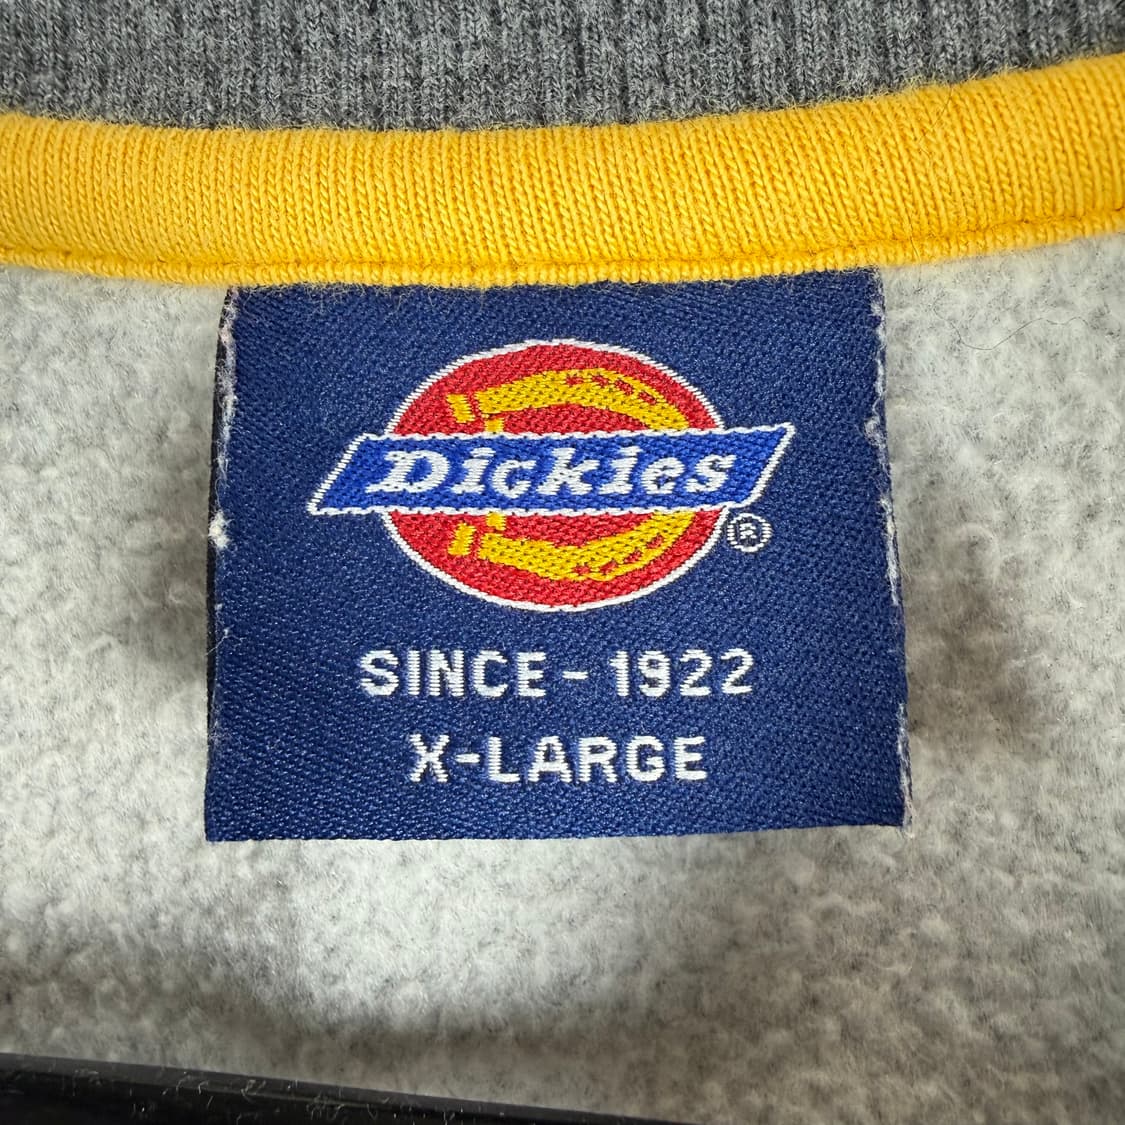 Dickies
®
SINCE - 1922
X-LARGE